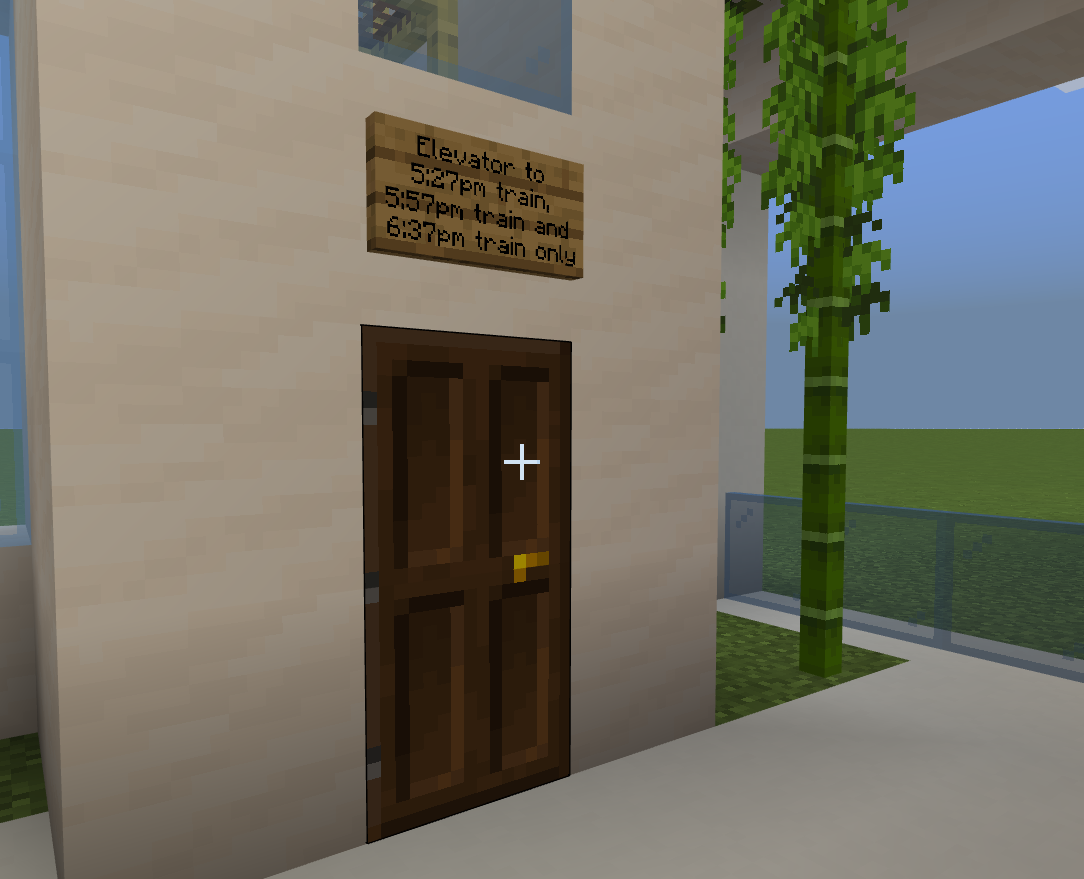 Elevator to
5:27pm train,
5:57pm train and
6:37pm train only